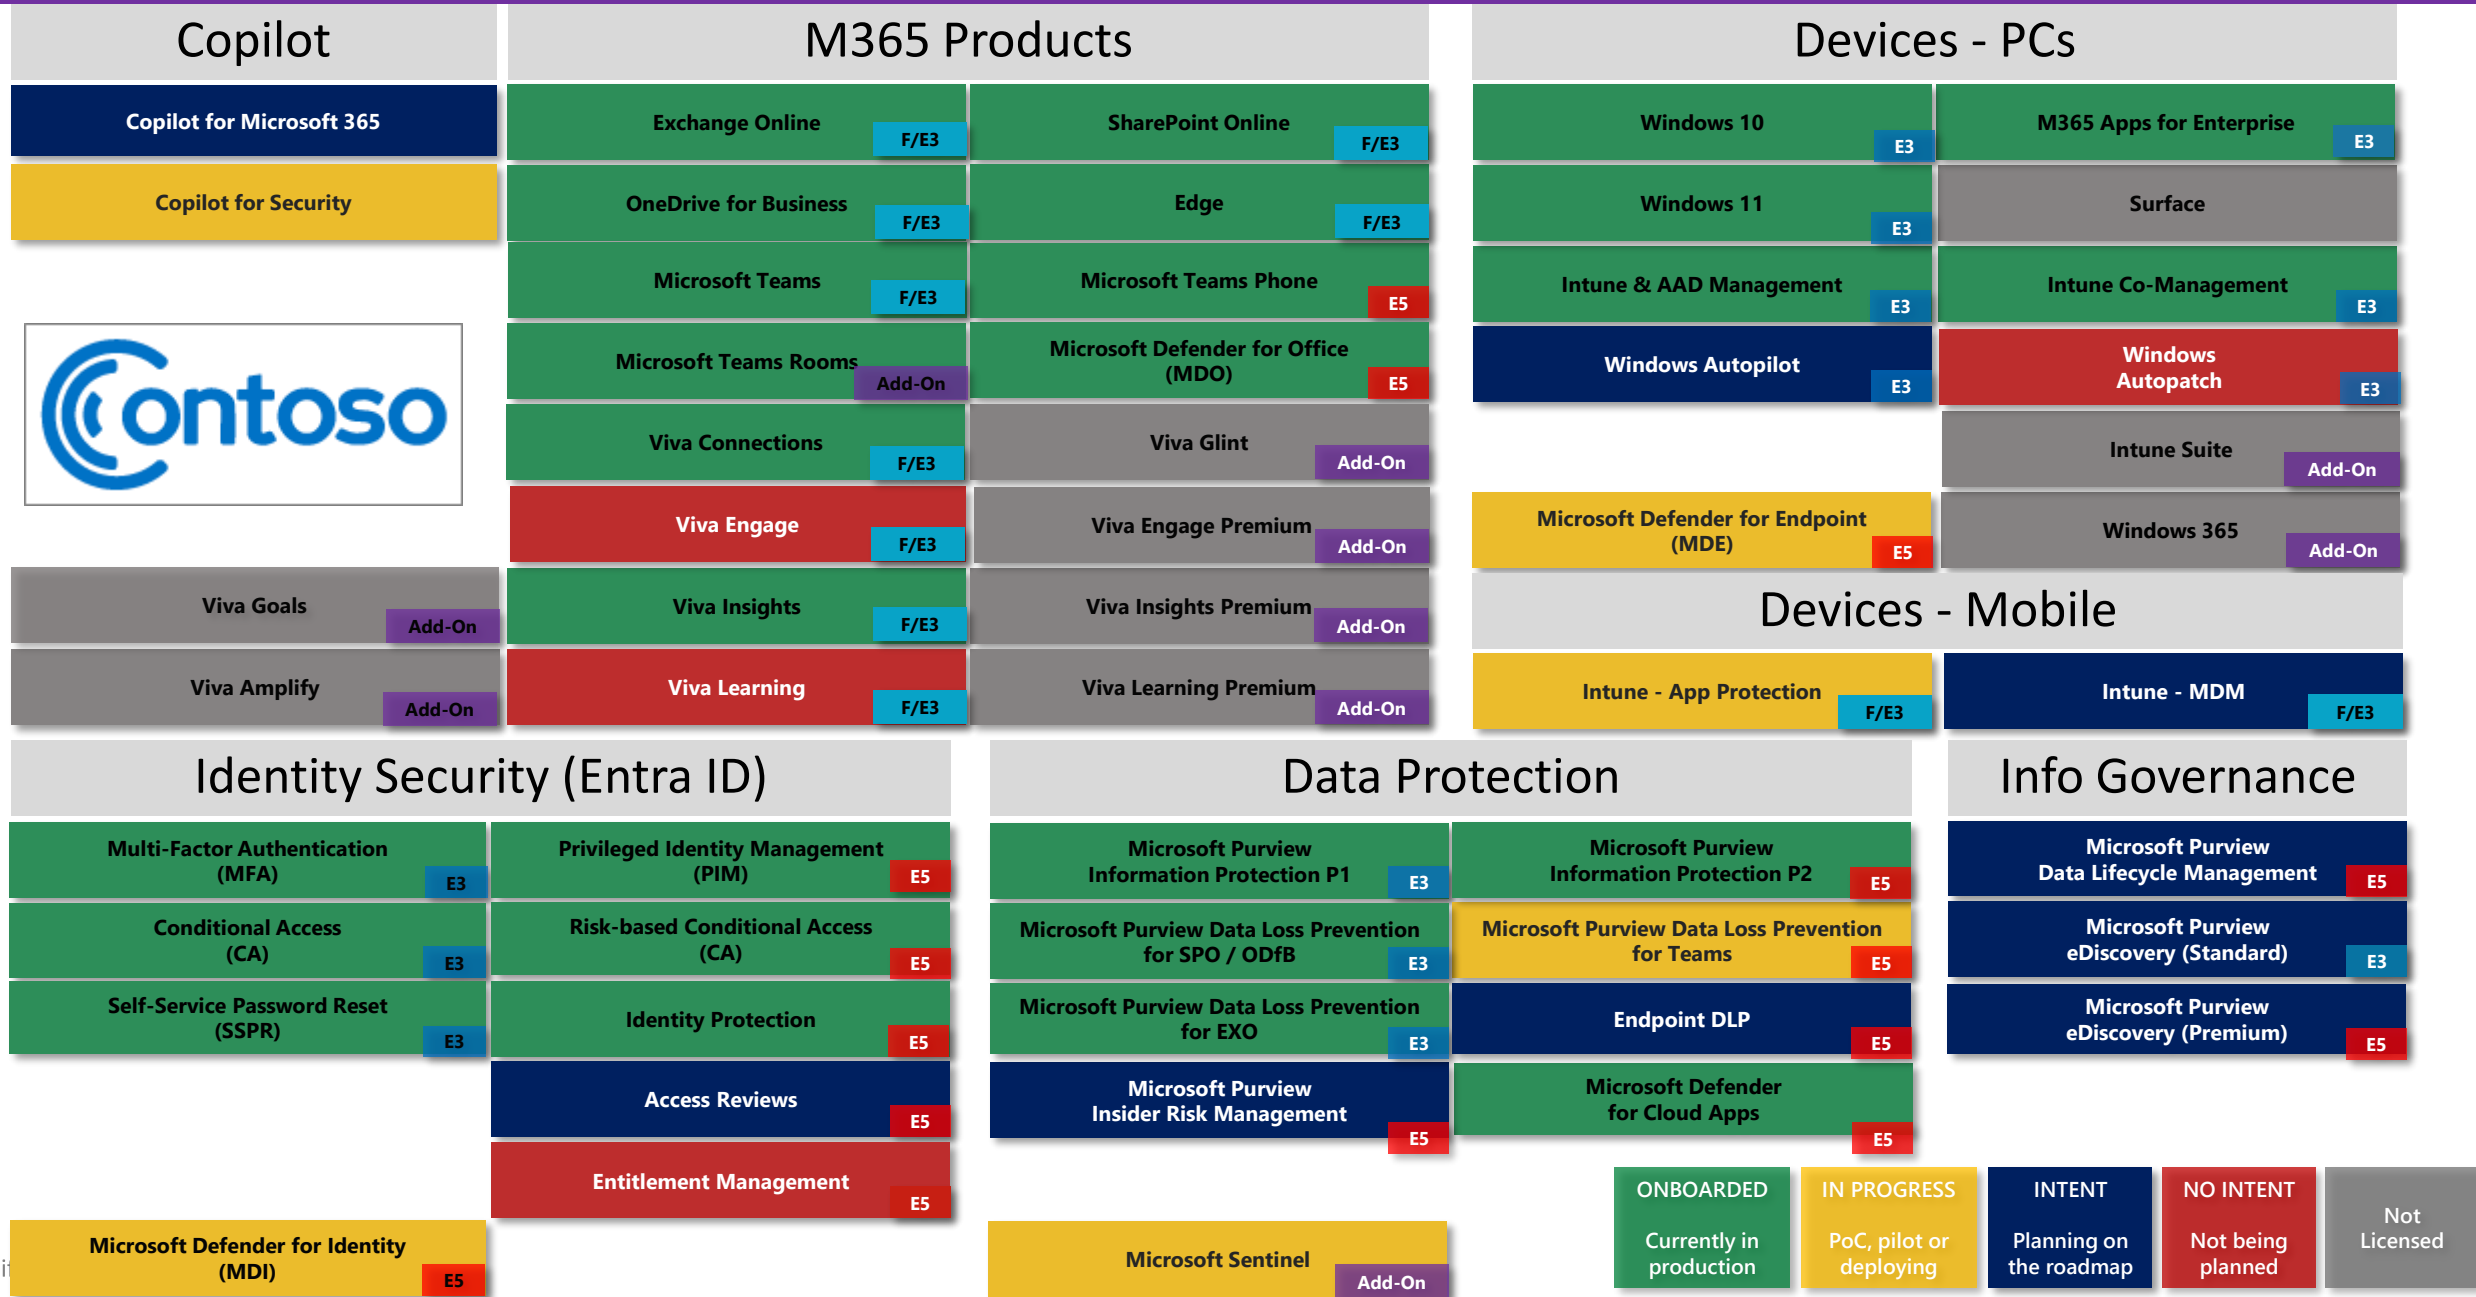 Copilot
Copilot for Microsoft 365
Copilot for Security
Contoso
Viva Goals
Add-On
Viva Amplify
Add-On
M365 Products
Exchange Online
F/E3
SharePoint Online
F/E3
OneDrive for Business
F/E3
Edge
F/E3
Microsoft Teams
F/E3
Microsoft Teams Phone
E5
Microsoft Teams Rooms
Add-On
Microsoft Defender for Office
(MDO)
E5
Viva Connections
F/E3
Viva Glint
Add-On
Viva Engage
F/E3
Viva Engage Premium
Add-On
Viva Insights
F/E3
Viva Insights Premium
Add-On
Viva Learning
F/E3
Viva Learning Premium
Add-On
Devices - PCs
Windows 10
E3
M365 Apps for Enterprise
E3
Windows 11
E3
Surface
Intune & AAD Management
E3
Intune Co-Management
E3
Windows Autopilot
E3
Windows
Autopatch
E3
Intune Suite
Add-On
Microsoft Defender for Endpoint
(MDE)
E5
Windows 365
Add-On
Devices - Mobile
Intune - App Protection
F/E3
Intune - MDM
F/E3
Identity Security (Entra ID)
Multi-Factor Authentication
(MFA)
E3
Privileged Identity Management
(PIM)
E5
Conditional Access
(CA)
E3
Risk-based Conditional Access
(CA)
E5
Self-Service Password Reset
(SSPR)
E3
Identity Protection
E5
Access Reviews
E5
Entitlement Management
E5
Microsoft Defender for Identity
(MDI)
E5
Data Protection
Microsoft Purview
Information Protection P1
E3
Microsoft Purview
Information Protection P2
E5
Microsoft Purview Data Loss Prevention
for SPO / ODfB
E3
Microsoft Purview Data Loss Prevention
for Teams
E5
Microsoft Purview Data Loss Prevention
for EXO
E3
Endpoint DLP
E5
Microsoft Purview
Insider Risk Management
E5
Microsoft Defender
for Cloud Apps
E5
Microsoft Sentinel
Add-On
Info Governance
Microsoft Purview
Data Lifecycle Management
E5
Microsoft Purview
eDiscovery (Standard)
E3
Microsoft Purview
eDiscovery (Premium)
E5
ONBOARDED
Currently in
production
IN PROGRESS
PoC, pilot or
deploying
INTENT
Planning on
the roadmap
NO INTENT
Not being
planned
Not
Licensed